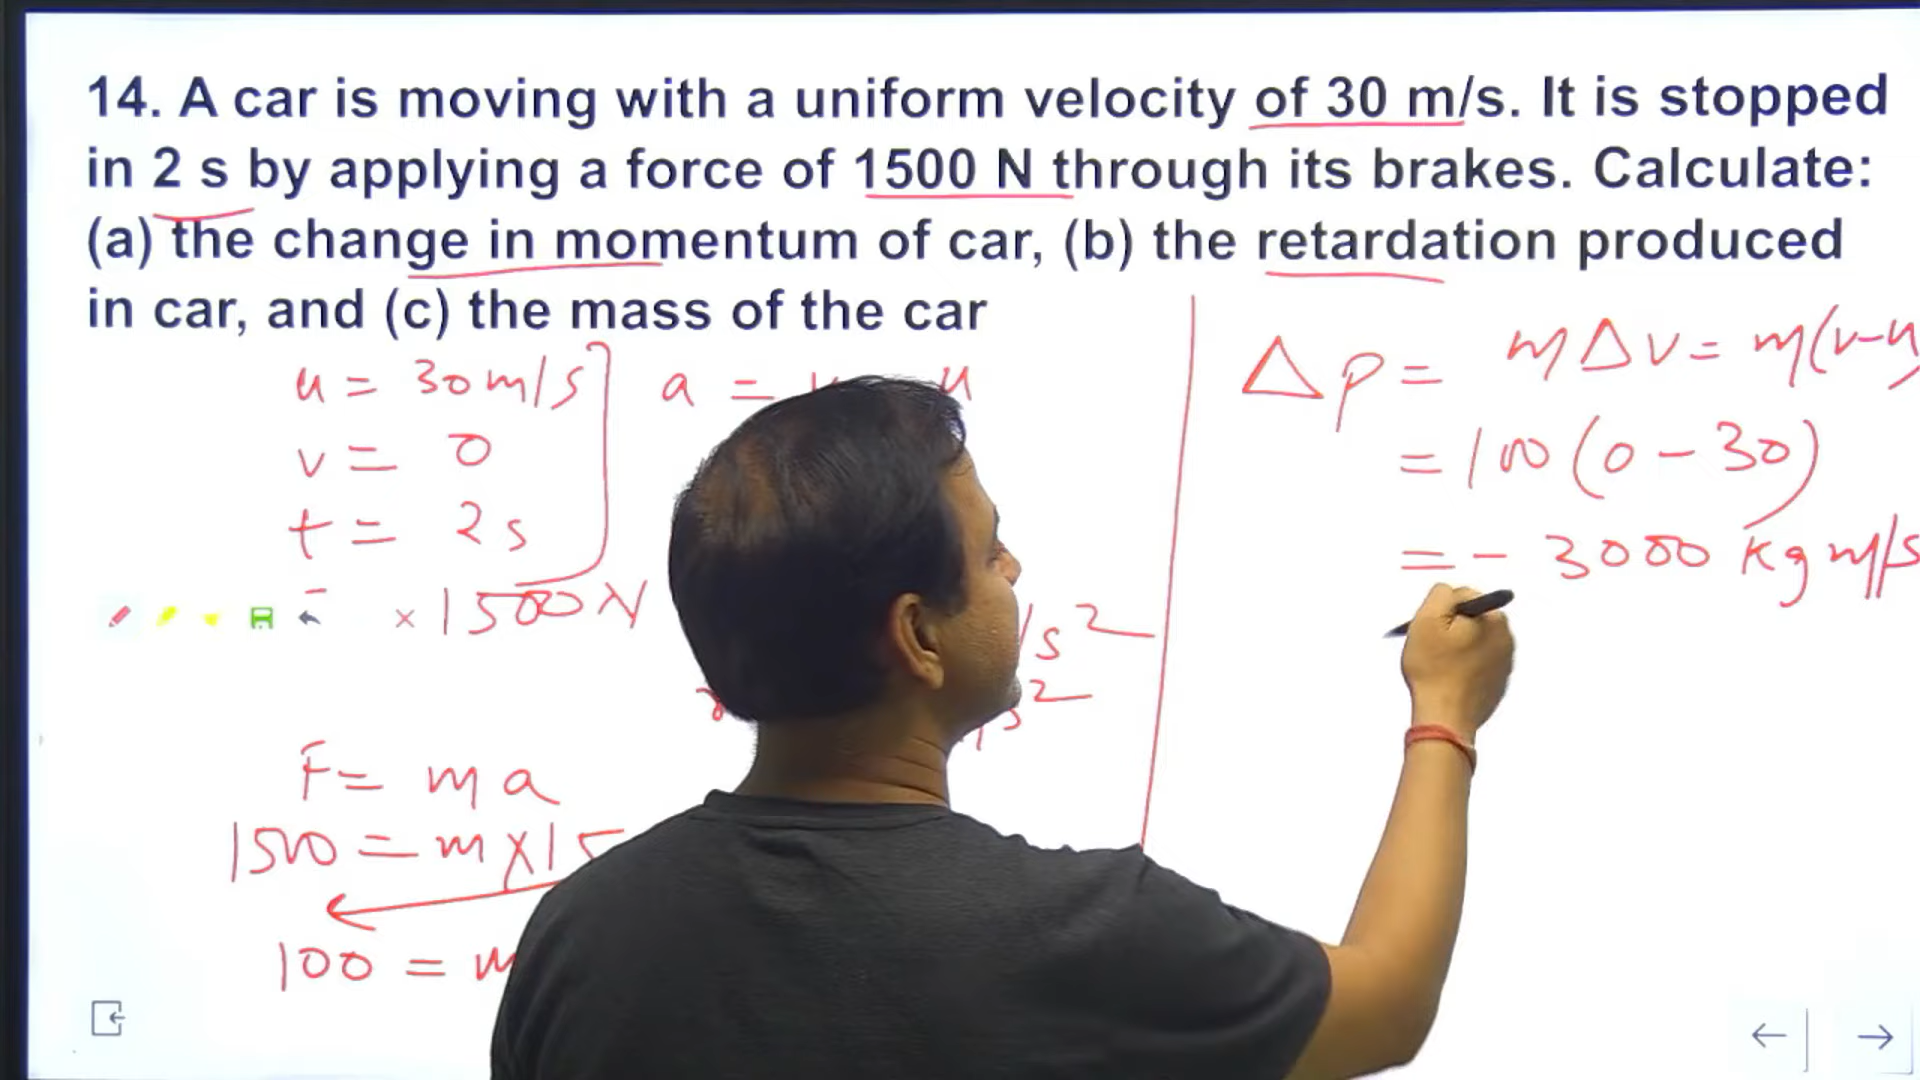 14. A car is moving with a uniform velocity of 30 m/s. It is stopped
in 2 s by applying a force of 1500 N through its brakes. Calculate:
(a) the change in momentum of car, (b) the retardation produced
in car, and (c) the mass of the car
u = 30 m/s
v = 0
t = 2 s
1500 N
F = ma
1500 = m × 15
100 = m
a = u
/s²
s²
Δp = mΔv = m(v-u)
= 100 (0 - 30)
= - 3000 kg m/s